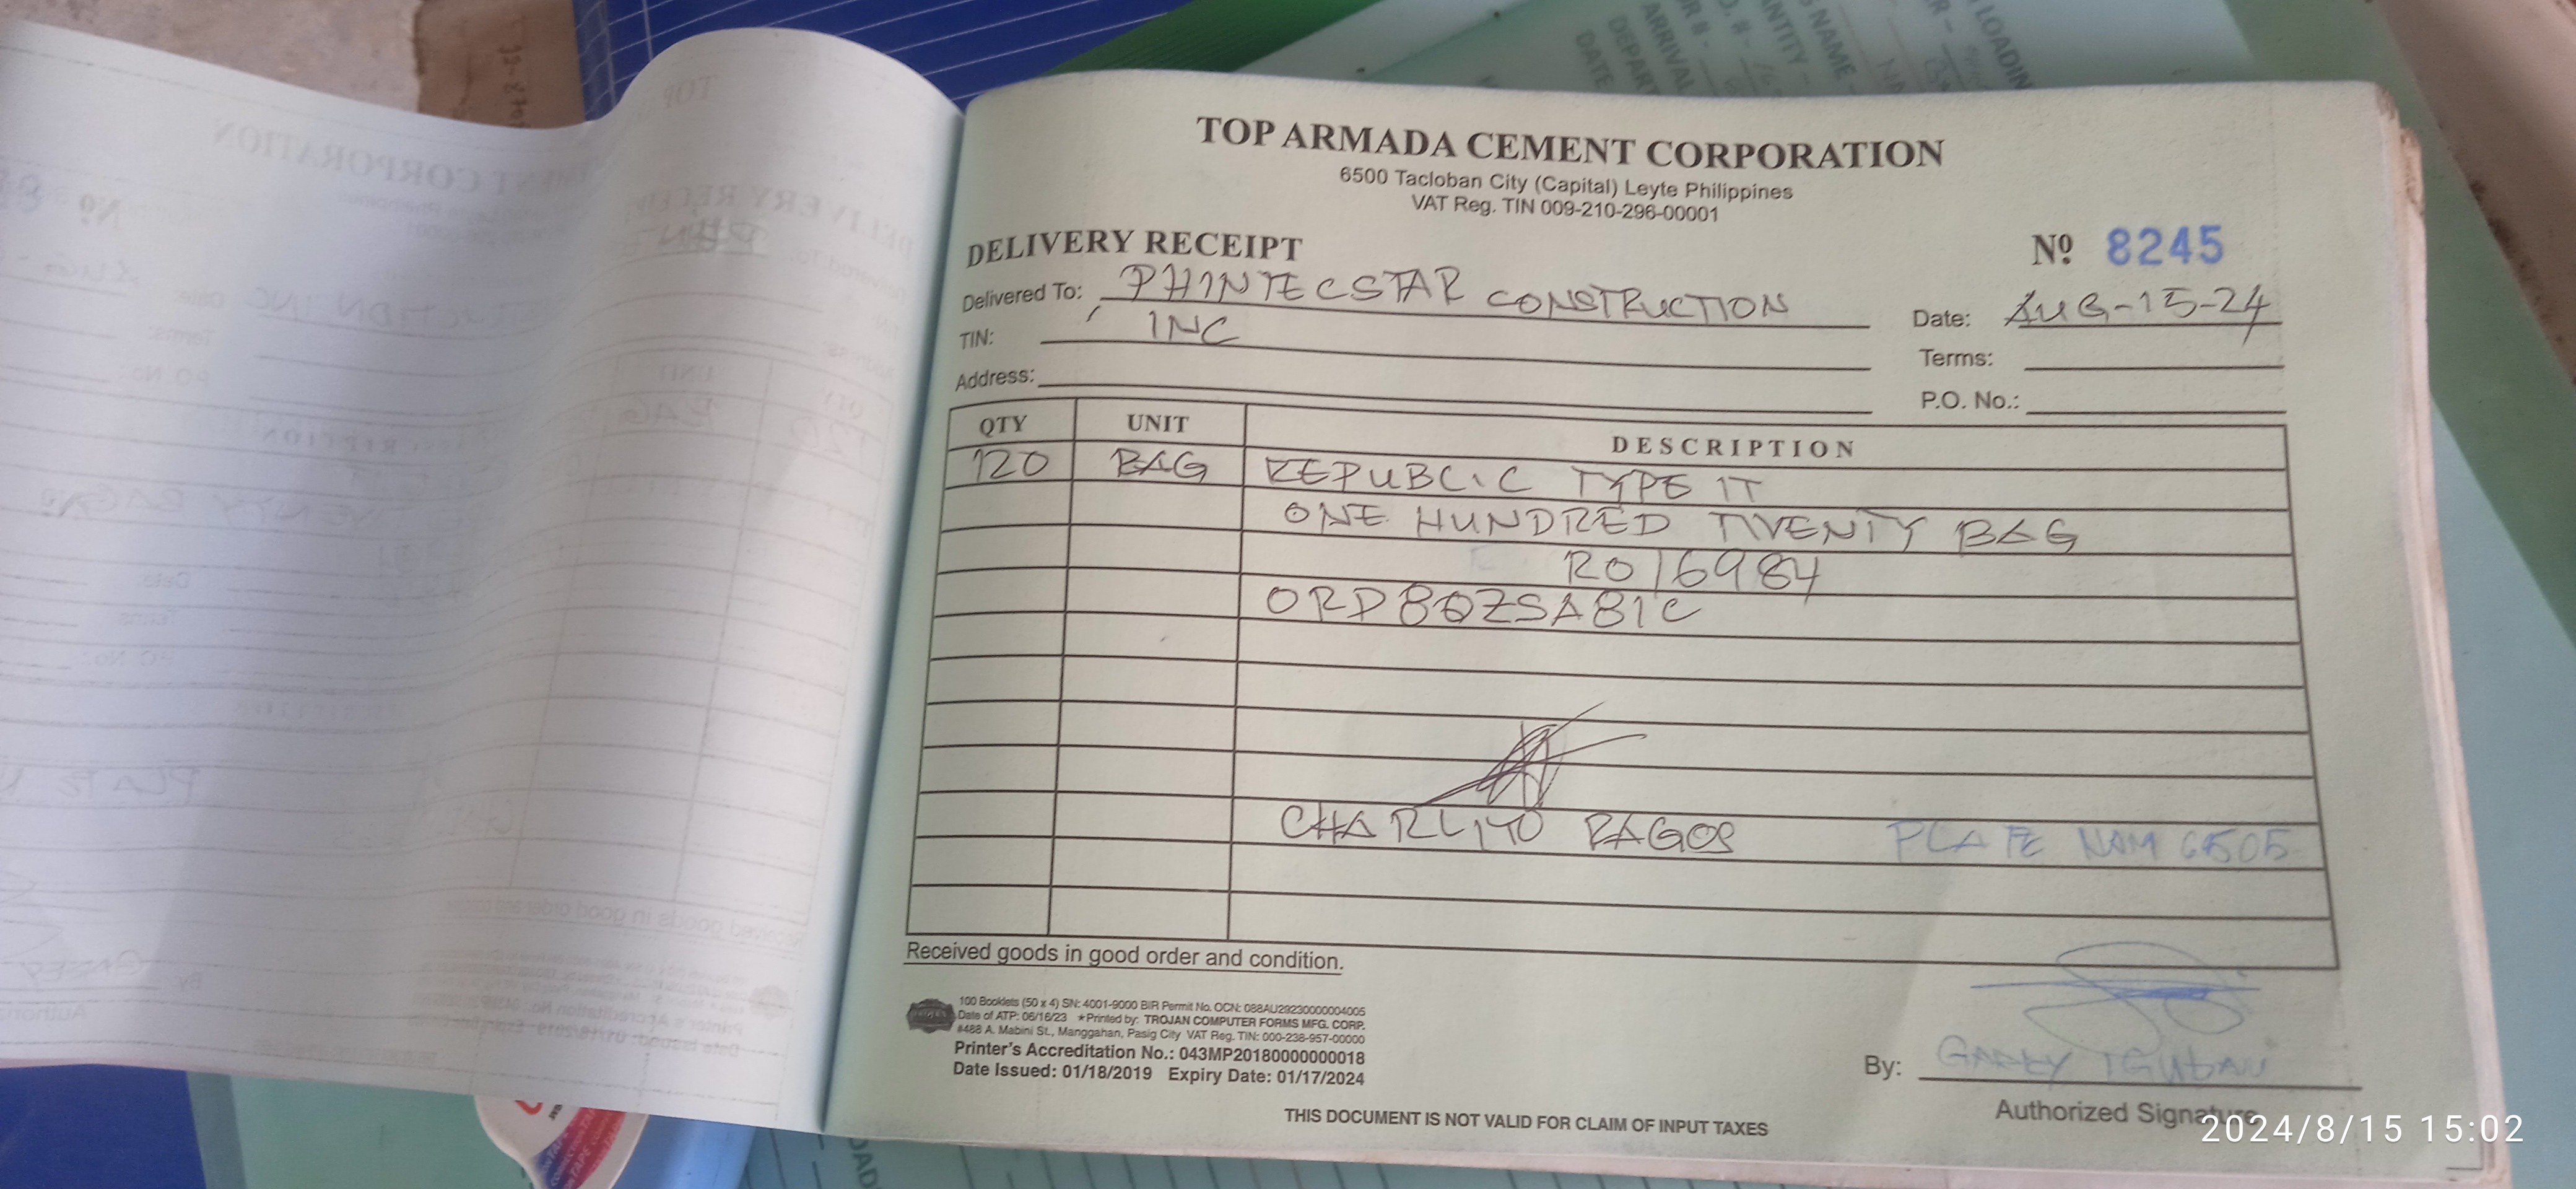 TOP ARMADA CEMENT CORPORATION
6500 Tacloban City (Capital) Leyte Philippines
VAT Reg. TIN 009-210-296-00001
DELIVERY RECEIPT
Nº 8245
Delivered To: PHINTECSTAR CONSTRUCTION
Date: AUG-15-24
TIN: INC
Terms:
Address:
P.O. No.:
QTY UNIT DESCRIPTION
120 BAG REPUBLIC TYPE 1T
ONE HUNDRED TWENTY BAG
RO16984
ORD80ZSA81C
CHARLITO PAGOS PLATE NAM 6505
Received goods in good order and condition.
100 Booklets (50 x 4) SN: 4001-9000 BIR Permit No. OCN: 088AU29230000004005
Date of ATP: 06/16/23 ★Printed by: TROJAN COMPUTER FORMS MFG. CORP.
#488 A. Mabini St., Manggahan, Pasig City VAT Reg. TIN: 000-238-957-00000
Printer's Accreditation No.: 043MP20180000000018
Date Issued: 01/18/2019 Expiry Date: 01/17/2024
By: GARRY
Authorized Signature
THIS DOCUMENT IS NOT VALID FOR CLAIM OF INPUT TAXES
2024/8/15 15:02